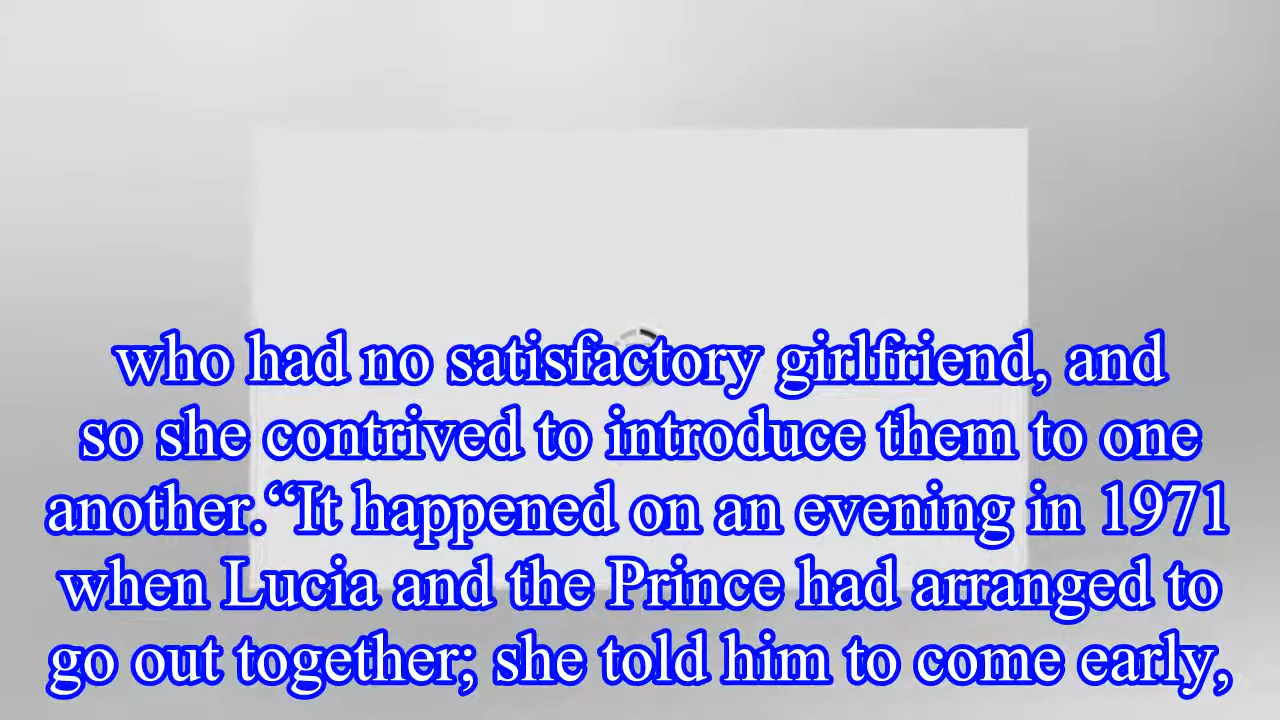 who had no satisfactory girlfriend, and
so she contrived to introduce them to one
another.“It happened on an evening in 1971
when Lucia and the Prince had arranged to
go out together; she told him to come early,